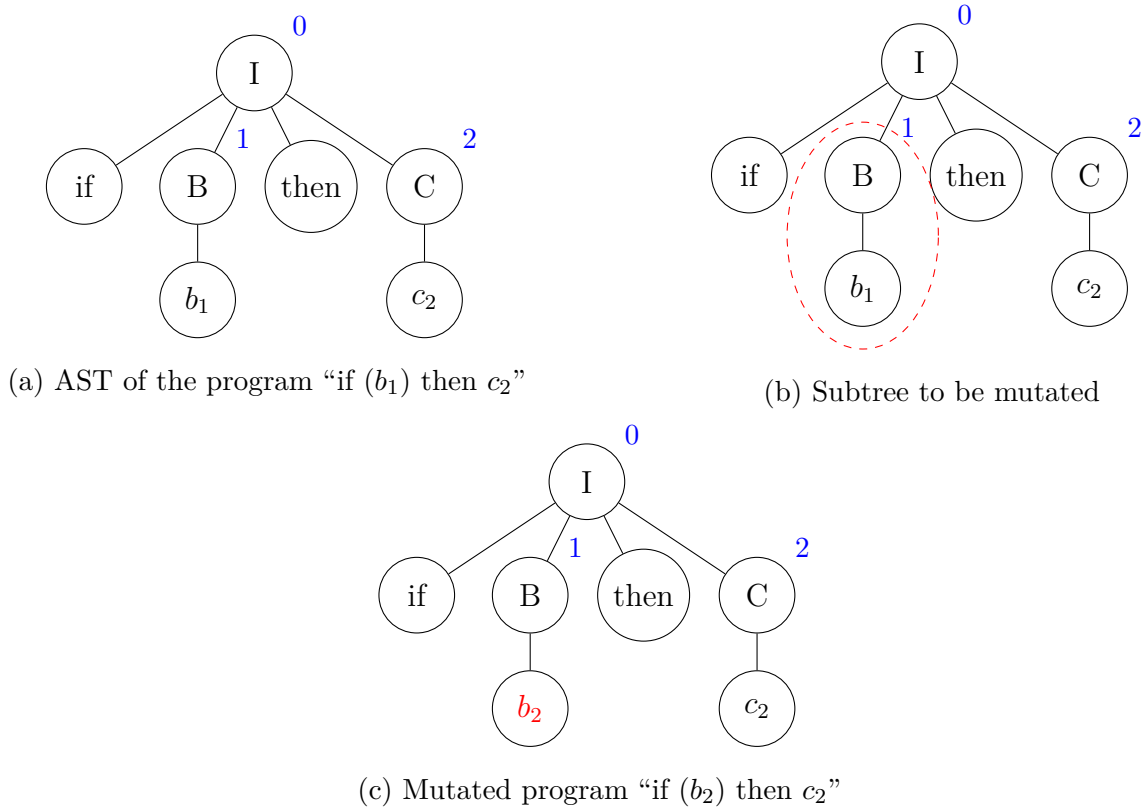 0
I
1
2
if
B
then
C
b₁
c₂
(a) AST of the program “if (b₁) then c₂”
0
I
1
2
if
B
then
C
b₁
c₂
(b) Subtree to be mutated
0
I
1
2
if
B
then
C
b₂
c₂
(c) Mutated program “if (b₂) then c₂”